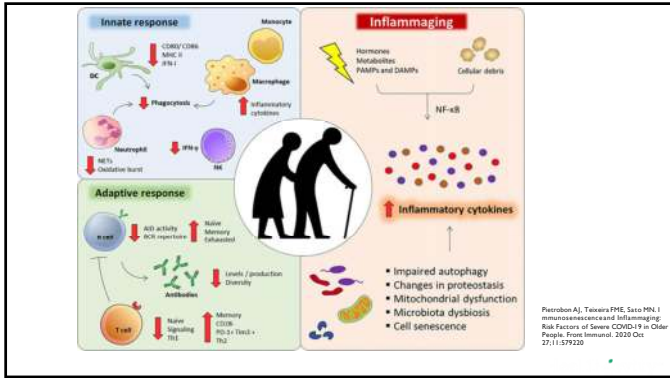 Innate response
Monocyte
CD80/ CD86
MHC II
IFN-I
DC
Macrophage
Phagocytosis
Inflammatory
cytokines
Neutrophil
NETs
Oxidative burst
IFN-γ
NK
Adaptive response
B cell
AID activity
BCR repertoire
Naïve
Memory
Exhausted
Antibodies
Levels / production
Diversity
T cell
Naïve
Signaling
Th1
Memory
CD28-
PD-1+ Tim3 +
Th2
Inflammaging
Hormones
Metabolites
PAMPs and DAMPs
Cellular debris
NF-κB
Inflammatory cytokines
▪ Impaired autophagy
▪ Changes in proteostasis
▪ Mitochondrial dysfunction
▪ Microbiota dysbiosis
▪ Cell senescence
Pietrobon AJ, Teixeira FME, Sato MN. I
mmunosenescence and Inflammaging:
Risk Factors of Severe COVID-19 in Older
People. Front Immunol. 2020 Oct
27;11:579220